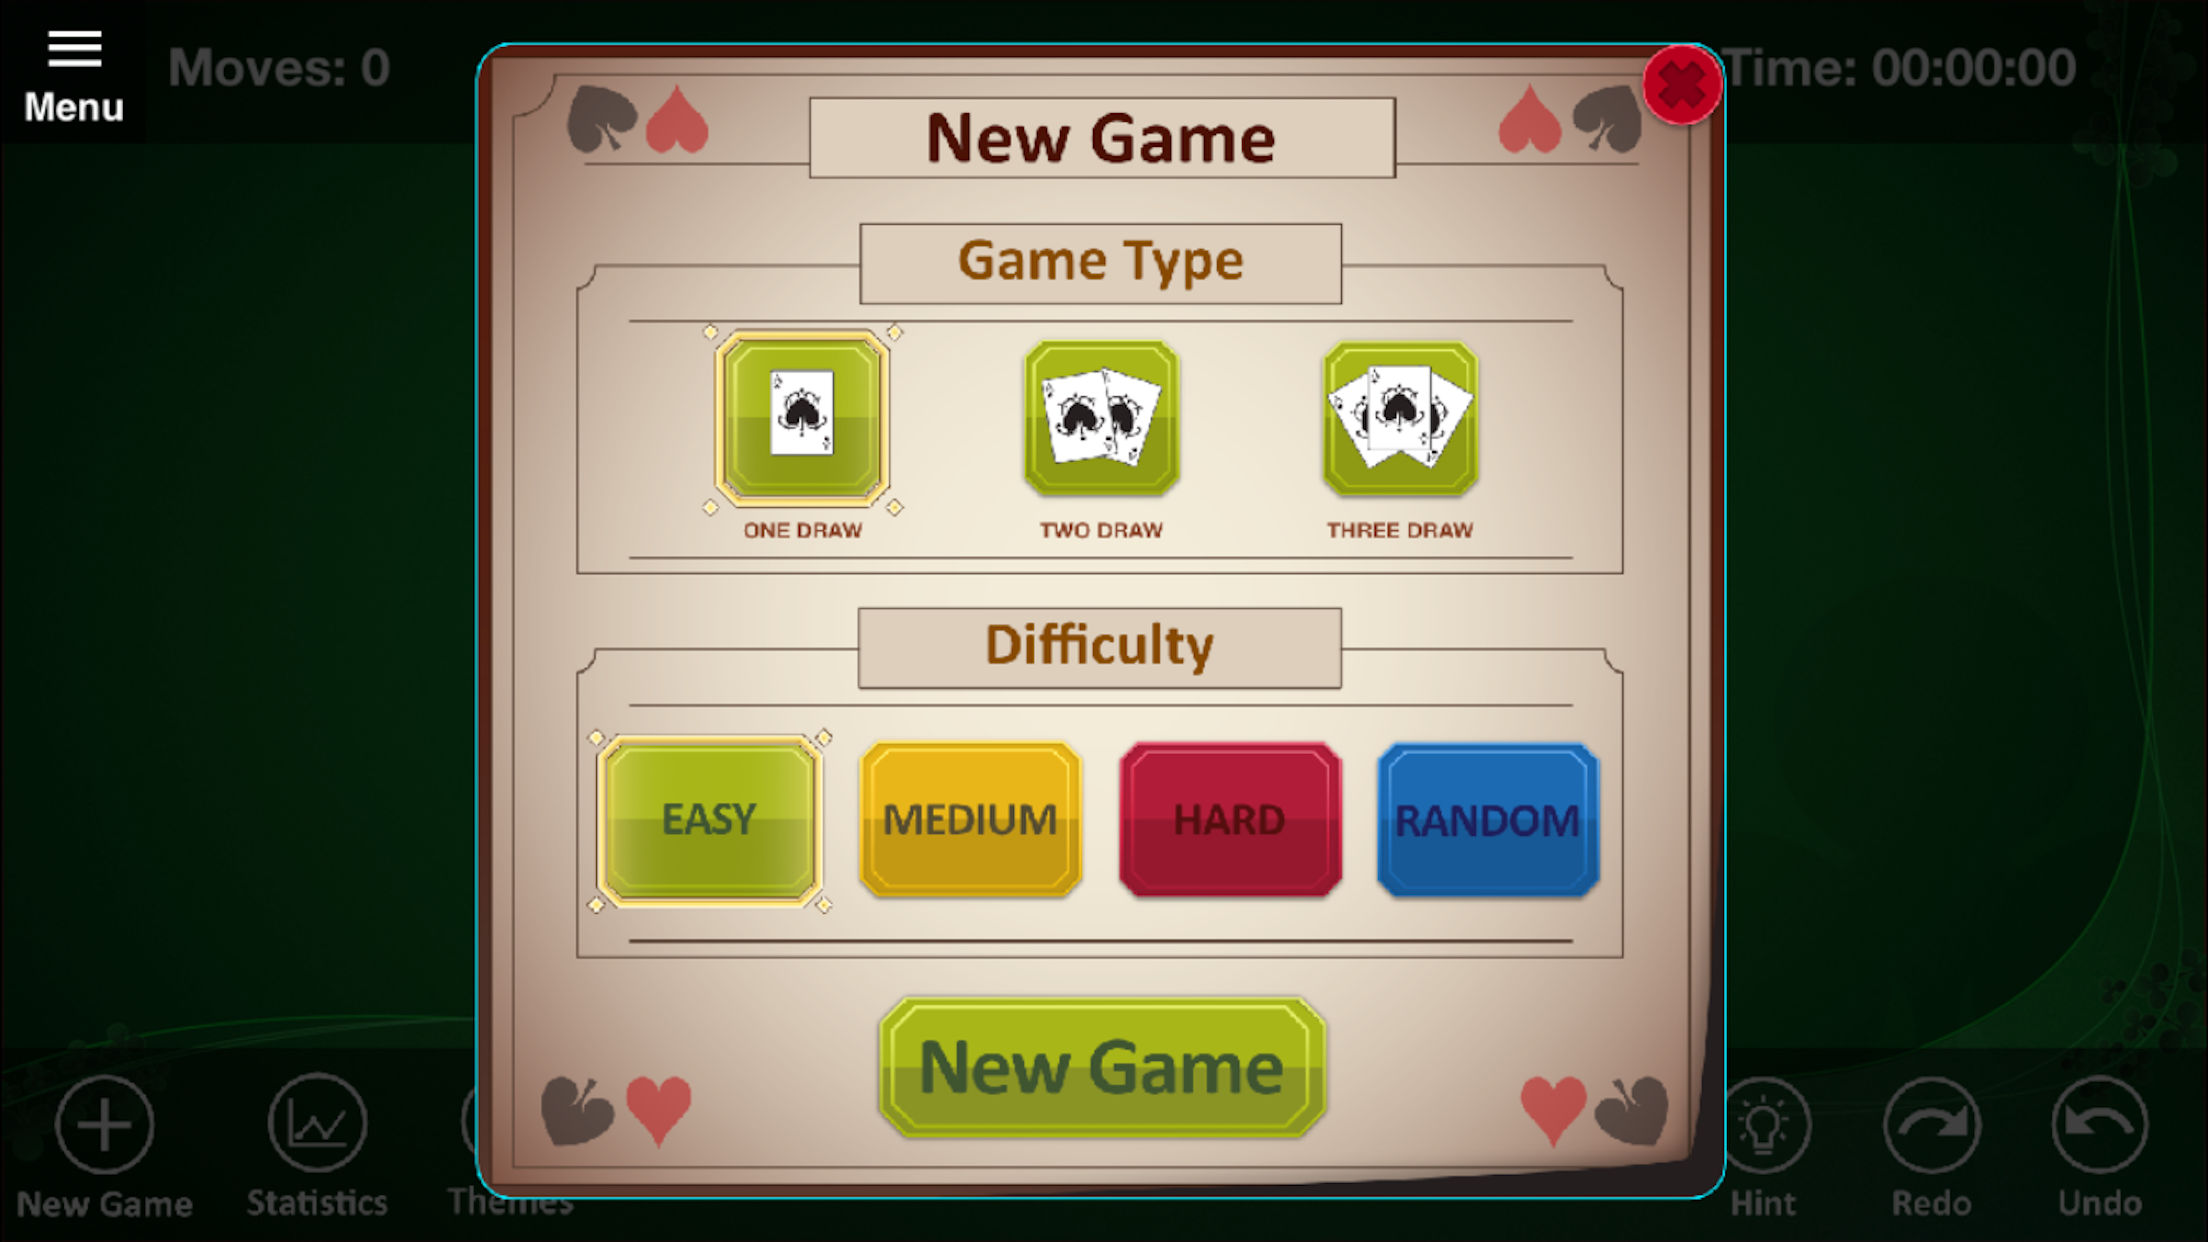 Menu
Moves: 0
Time: 00:00:00
New Game
Game Type
ONE DRAW
TWO DRAW
THREE DRAW
Difficulty
EASY
MEDIUM
HARD
RANDOM
New Game
New Game
Statistics
Themes
Hint
Redo
Undo